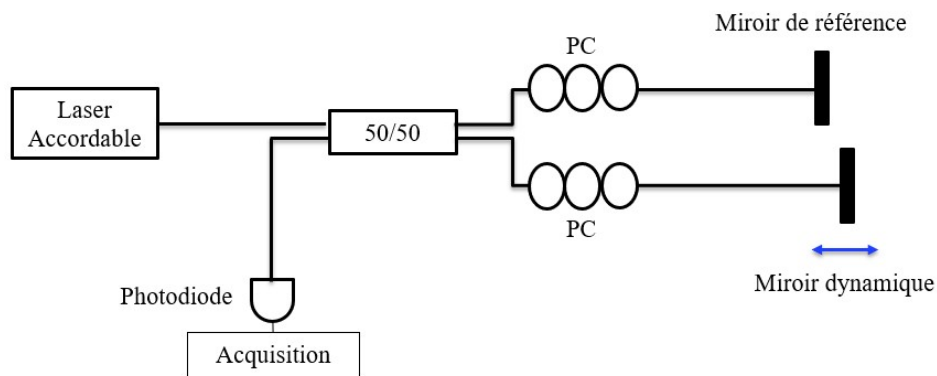 Miroir de référence
PC
Laser
Accordable
50/50
PC
Photodiode
Miroir dynamique
Acquisition